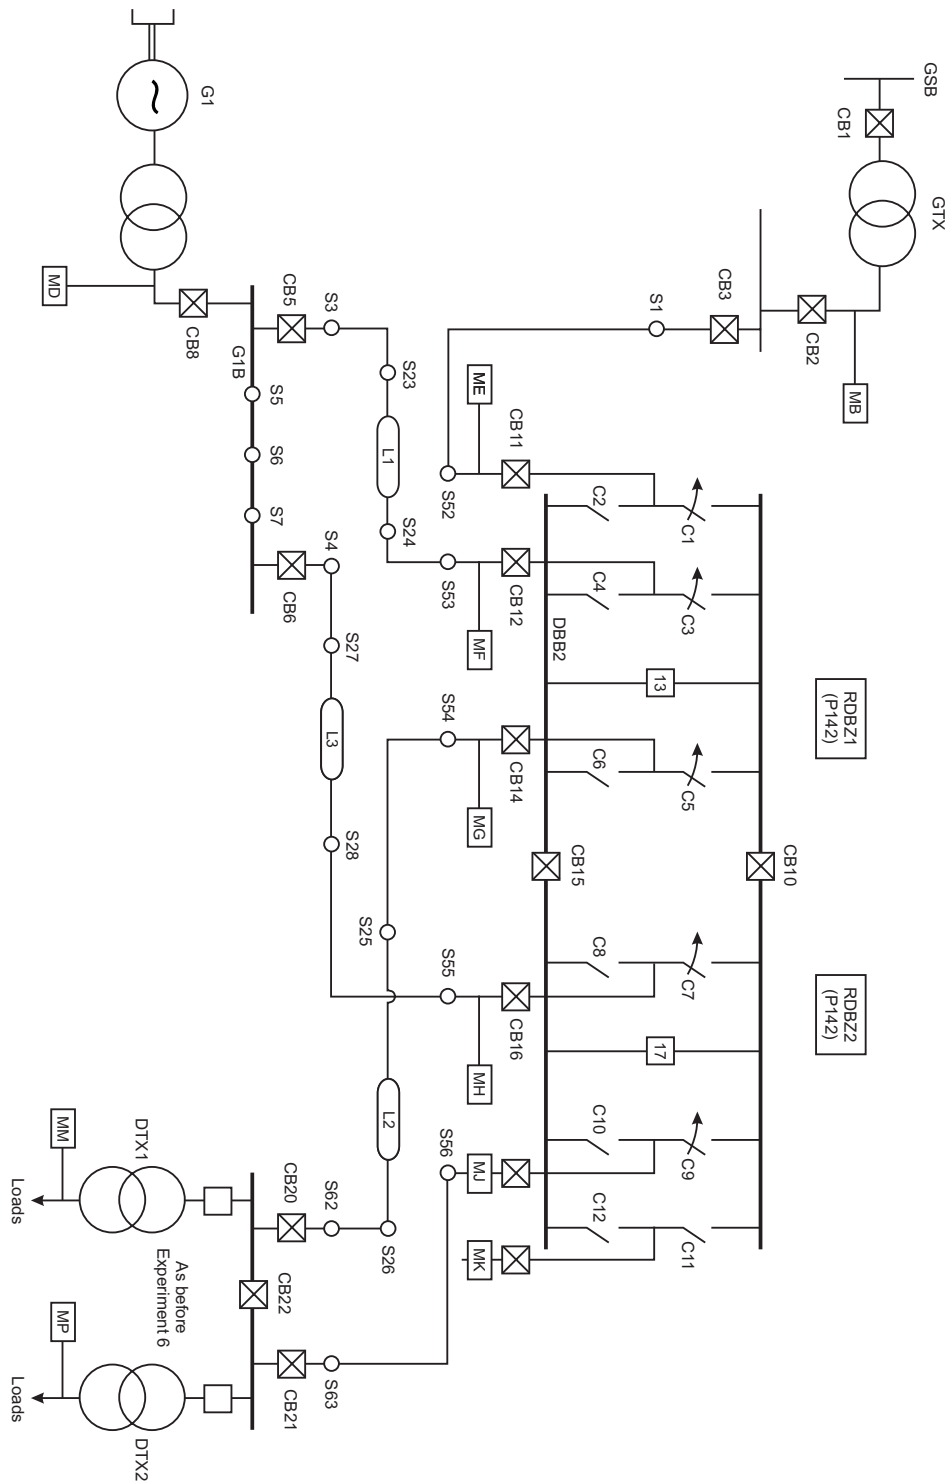 GSB
CB1
GTX
CB2
MB
CB3
S1
G1
MD
CB8
CB5
S3
G1B
S5
S6
S7
CB6
S4
S23
L1
S24
S27
L3
S28
ME
CB11
S52
S53
CB12
MF
S54
CB14
MG
S25
S55
CB16
MH
L2
S56
MJ
MK
S26
C2
C1
C4
C3
DBB2
13
C6
C5
CB15
CB10
C8
C7
17
C10
C9
C12
C11
RDBZ1
(P142)
RDBZ2
(P142)
MM
DTX1
Loads
CB20
S62
As before
Experiment 6
CB22
MP
Loads
DTX2
CB21
S63